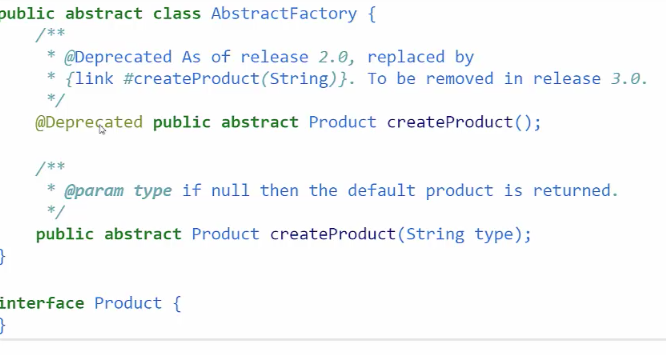 public abstract class AbstractFactory {
/**
* @Deprecated As of release 2.0, replaced by
* {link #createProduct(String)}. To be removed in release 3.0.
*/
@Deprecated public abstract Product createProduct();
/**
* @param type if null then the default product is returned.
*/
public abstract Product createProduct(String type);
}
interface Product {
}